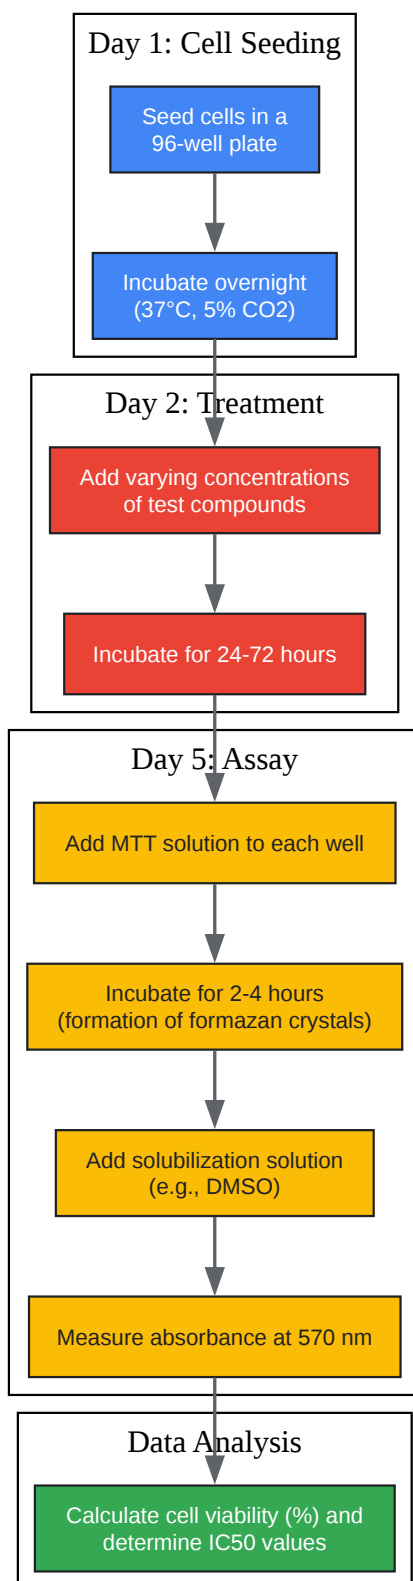 Day 1: Cell Seeding
Seed cells in a
96-well plate
Incubate overnight
(37°C, 5% CO2)
Day 2: Treatment
Add varying concentrations
of test compounds
Incubate for 24-72 hours
Day 5: Assay
Add MTT solution to each well
Incubate for 2-4 hours
(formation of formazan crystals)
Add solubilization solution
(e.g., DMSO)
Measure absorbance at 570 nm
Data Analysis
Calculate cell viability (%) and
determine IC50 values